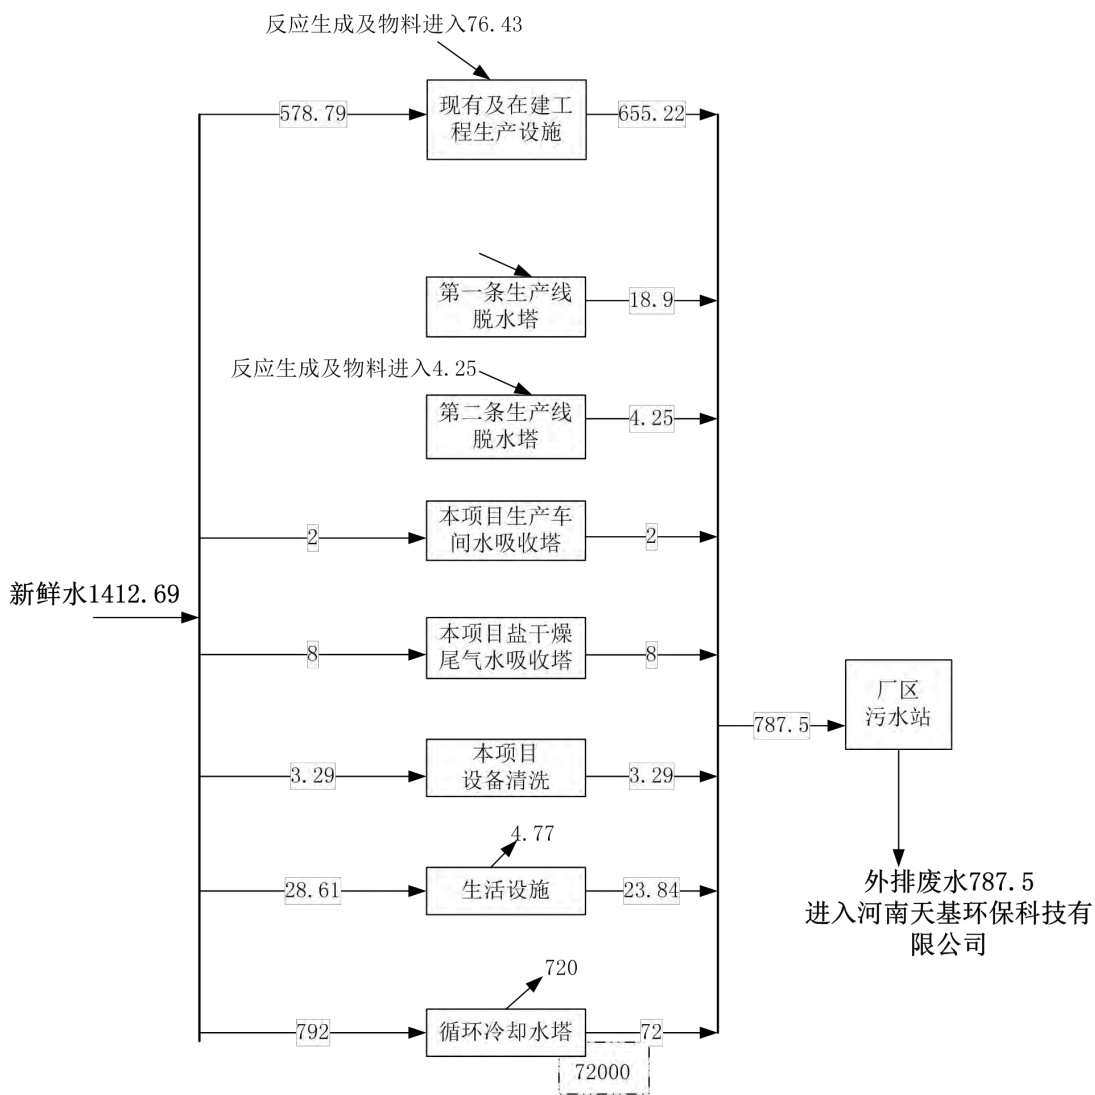 反应生成及物料进入76.43
578.79
现有及在建工
程生产设施
655.22
第一条生产线
脱水塔
18.9
反应生成及物料进入4.25
第二条生产线
脱水塔
4.25
2
本项目生产车
间水吸收塔
2
新鲜水1412.69
8
本项目盐干燥
尾气水吸收塔
8
厂区
污水站
787.5
3.29
本项目
设备清洗
3.29
4.77
28.61
生活设施
23.84
外排废水787.5
进入河南天基环保科技有
限公司
720
792
循环冷却水塔
72
72000